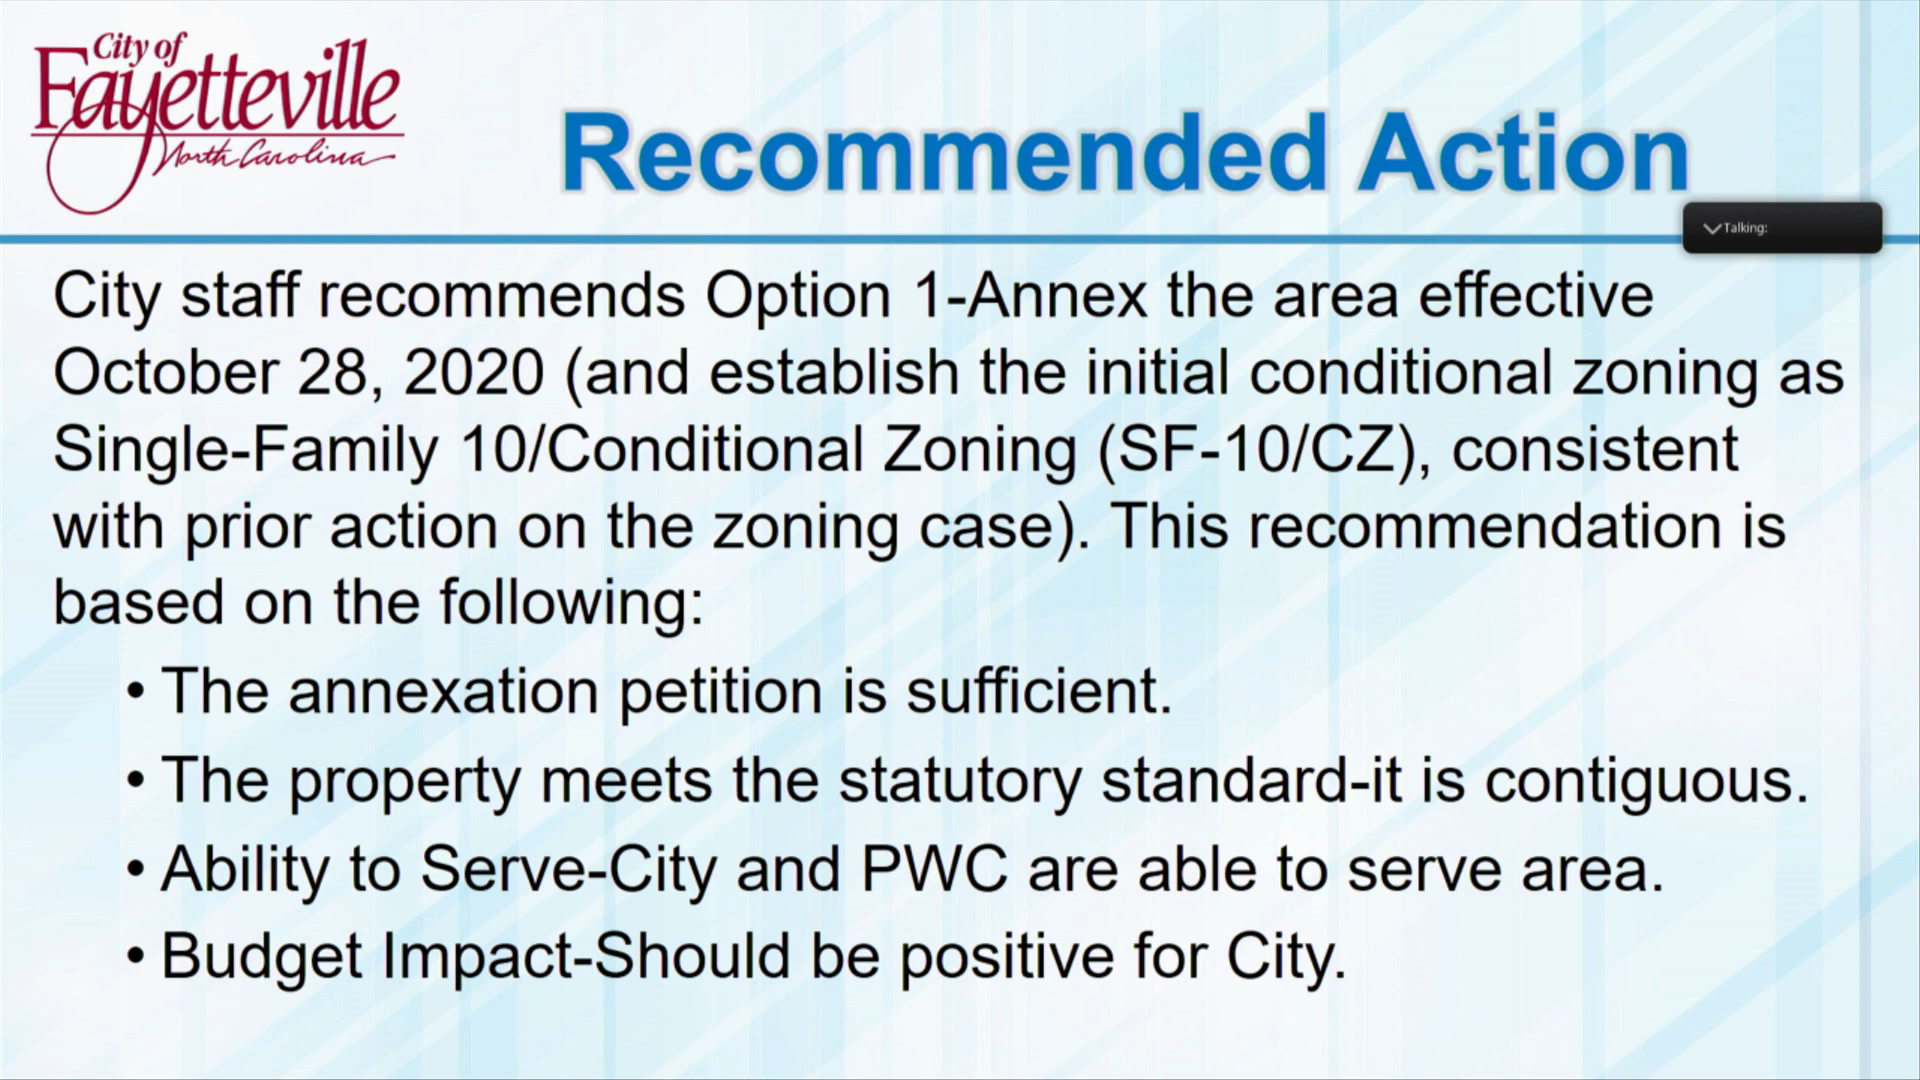 City of
Fayetteville
North Carolina
Recommended Action
Talking:
City staff recommends Option 1-Annex the area effective
October 28, 2020 (and establish the initial conditional zoning as
Single-Family 10/Conditional Zoning (SF-10/CZ), consistent
with prior action on the zoning case). This recommendation is
based on the following:
• The annexation petition is sufficient.
• The property meets the statutory standard-it is contiguous.
• Ability to Serve-City and PWC are able to serve area.
• Budget Impact-Should be positive for City.